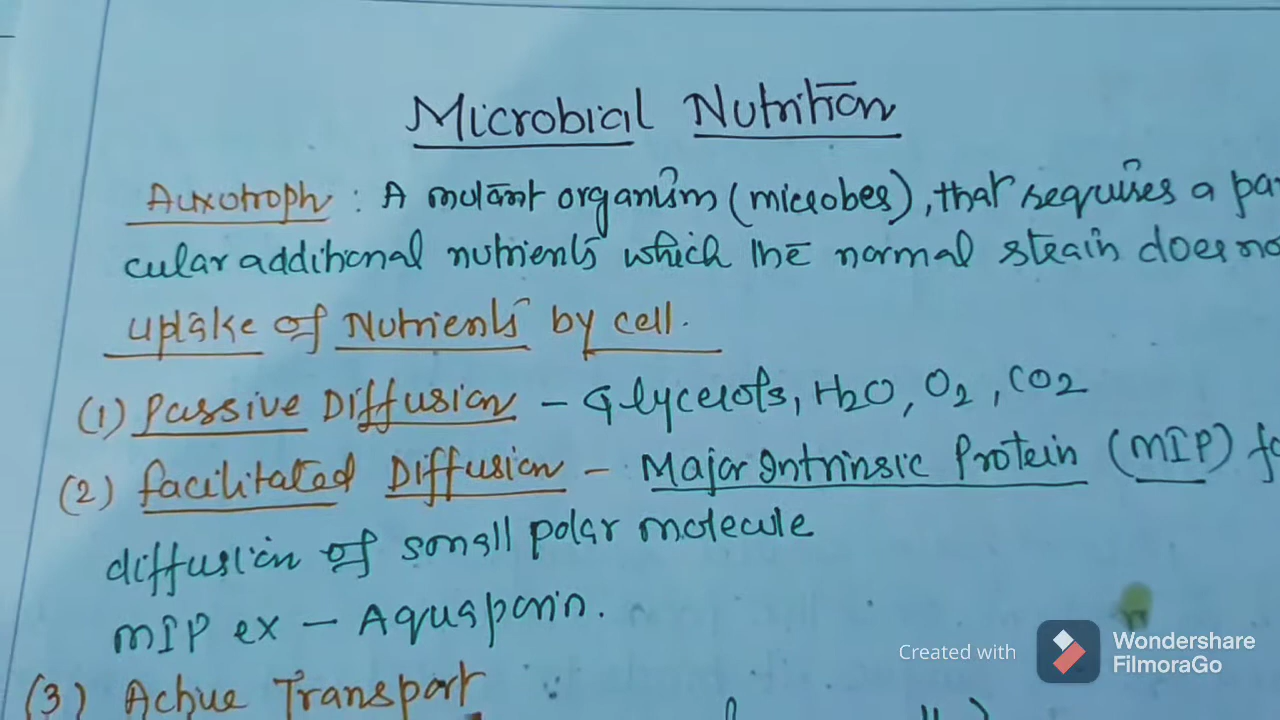 Microbial Nutrition
Auxotroph : A mutant organism (microbes), that requires a pa
cular additional nutrients which the normal strain does no
Uptake of Nutrients by cell.
(1) Passive Diffusion – Glycerols, H2O, O2, CO2
(2) facilitated Diffusion – Major Intrinsic Protein (MIP) fo
diffusion of small polar molecule
MIP ex – Aquaporin.
(3) Active Transport
Created with
Wondershare
FilmoraGo